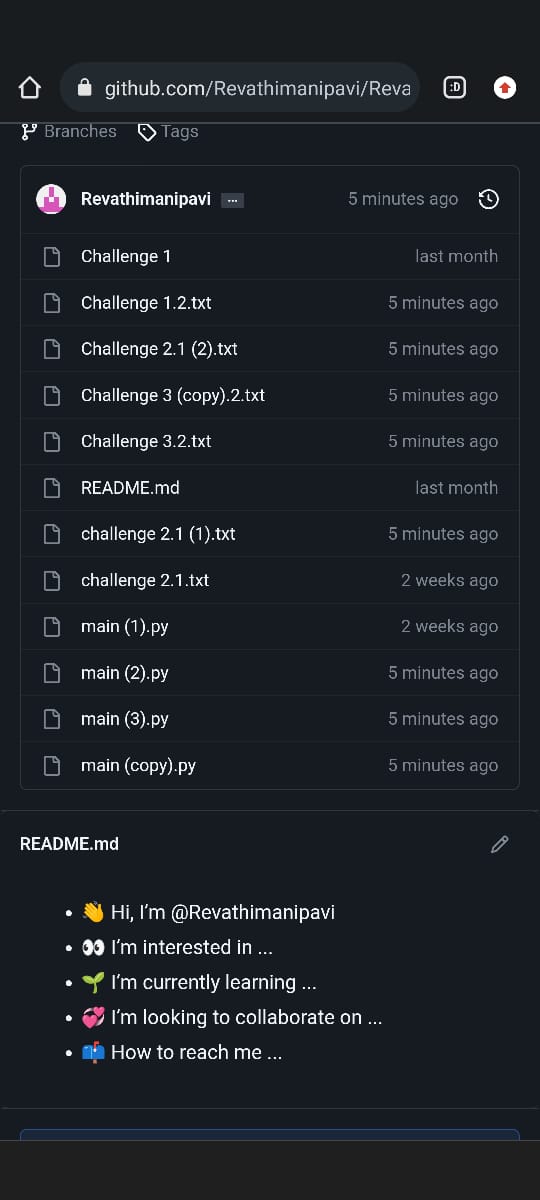 github.com/Revathimanipavi/Reva
:D
Branches Tags
Revathimanipavi ... 5 minutes ago
Challenge 1 last month
Challenge 1.2.txt 5 minutes ago
Challenge 2.1 (2).txt 5 minutes ago
Challenge 3 (copy).2.txt 5 minutes ago
Challenge 3.2.txt 5 minutes ago
README.md last month
challenge 2.1 (1).txt 5 minutes ago
challenge 2.1.txt 2 weeks ago
main (1).py 2 weeks ago
main (2).py 5 minutes ago
main (3).py 5 minutes ago
main (copy).py 5 minutes ago
README.md
• 👋 Hi, I’m @Revathimanipavi
• 👀 I’m interested in ...
• 🌱 I’m currently learning ...
• 💞️ I’m looking to collaborate on ...
• 📫 How to reach me ...